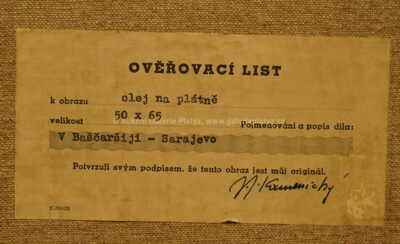 OVĚŘOVACÍ LIST
k obrazu olej na plátně
velikost 50 x 65 Pojmenování a popis díla:
V Baščaršiji - Sarajevo
Potvrzuji svým podpisem, že tento obraz jest můj originál.